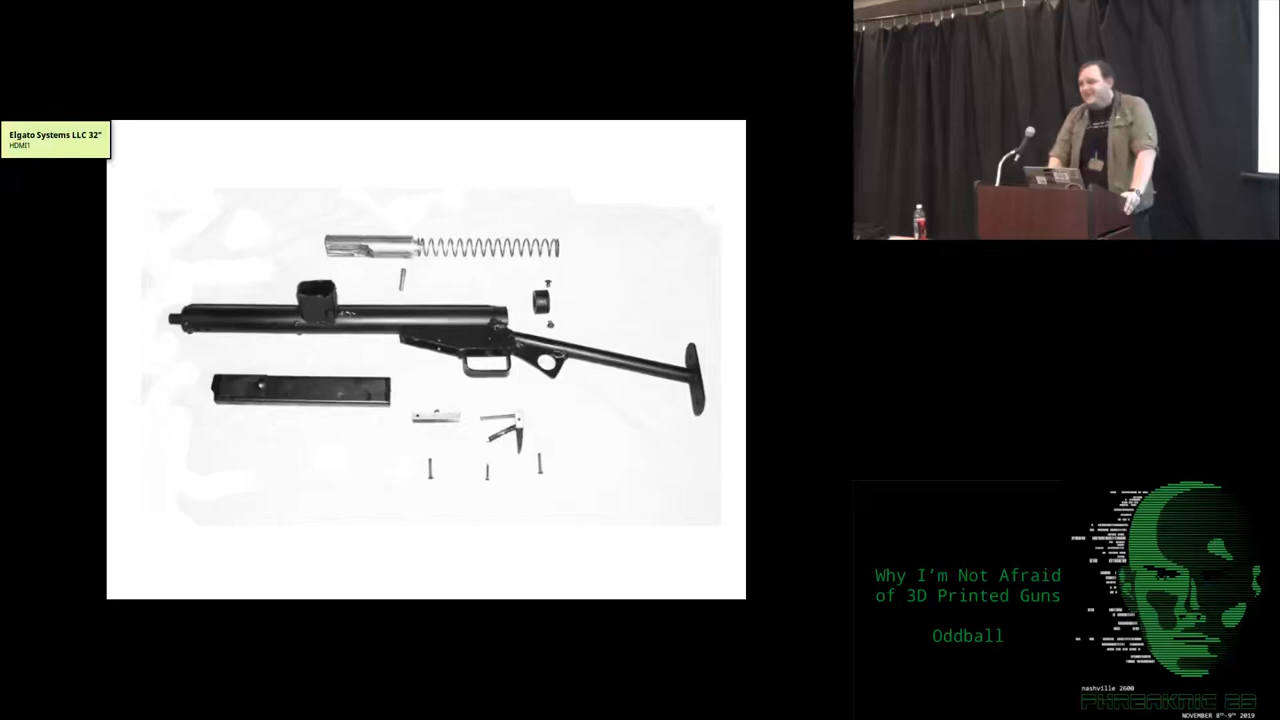 Elgato Systems LLC 32"
HDMI1
Why I'm Not Afraid
of 3D Printed Guns
Oddball
nashville 2600
PHREAKNIC 23
NOVEMBER 8th-9th 2019